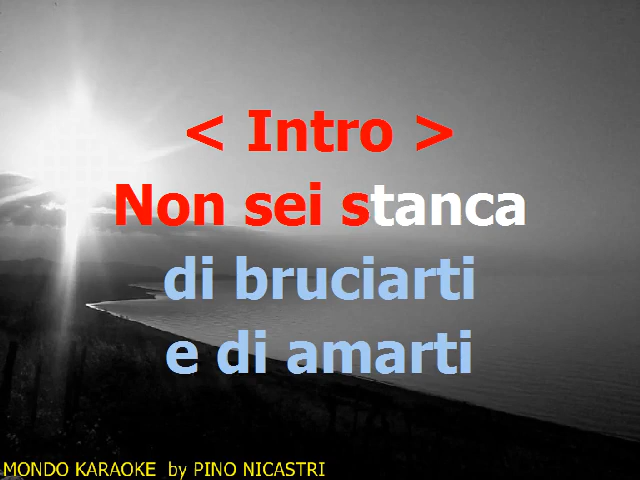 < Intro >
Non sei stanca
di bruciarti
e di amarti
MONDO KARAOKE by PINO NICASTRI